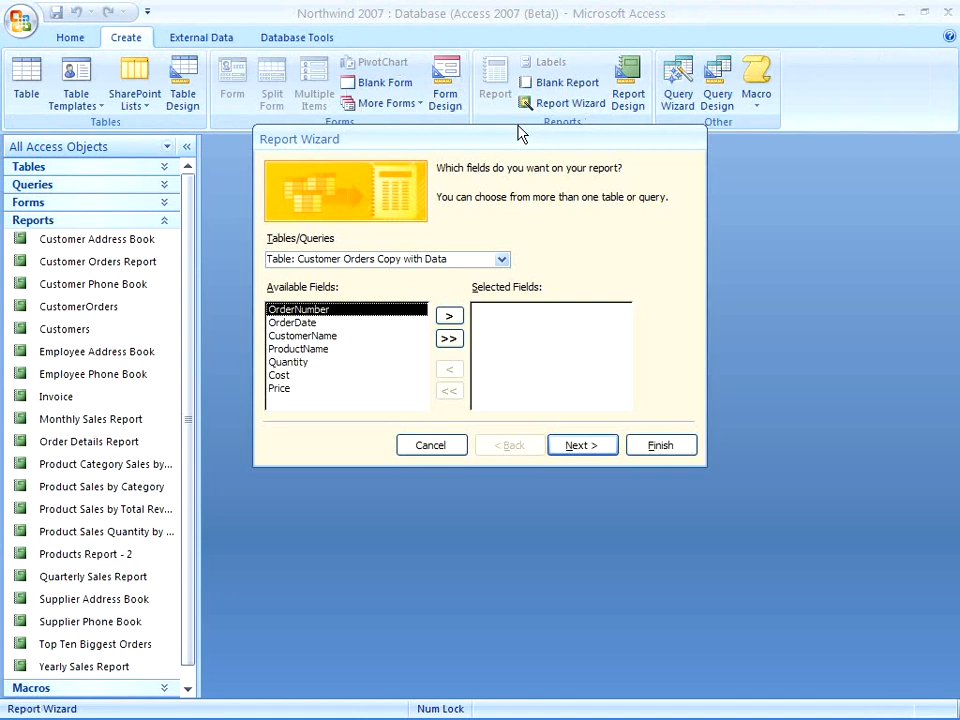 Northwind 2007 : Database (Access 2007 (Beta)) - Microsoft Access
Home Create External Data Database Tools
Table
Table Templates
SharePoint Lists
Table Design
Tables
Form
Split Form
Multiple Items
PivotChart
Blank Form
More Forms
Form Design
Forms
Report
Labels
Blank Report
Report Wizard
Report Design
Reports
Query Wizard
Query Design
Macro
Other
All Access Objects
Tables
Queries
Forms
Reports
Customer Address Book
Customer Orders Report
Customer Phone Book
CustomerOrders
Customers
Employee Address Book
Employee Phone Book
Invoice
Monthly Sales Report
Order Details Report
Product Category Sales by...
Product Sales by Category
Product Sales by Total Rev...
Product Sales Quantity by ...
Products Report - 2
Quarterly Sales Report
Supplier Address Book
Supplier Phone Book
Top Ten Biggest Orders
Yearly Sales Report
Macros
Report Wizard
Which fields do you want on your report?
You can choose from more than one table or query.
Tables/Queries
Table: Customer Orders Copy with Data
Available Fields:
Selected Fields:
OrderNumber
OrderDate
CustomerName
ProductName
Quantity
Cost
Price
>
>>
<
<<
Cancel
< Back
Next >
Finish
Report Wizard
Num Lock